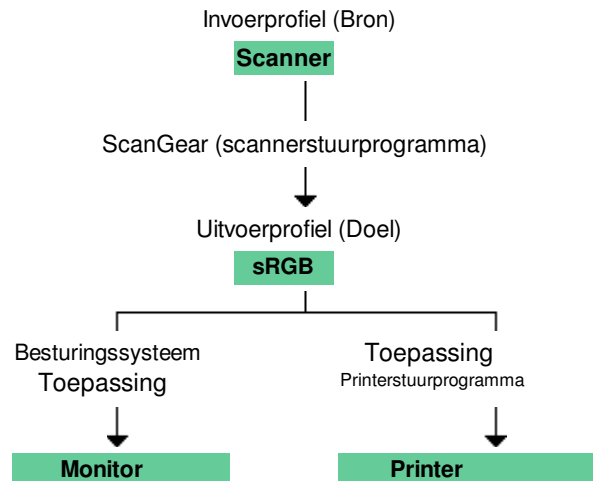 Invoerprofiel (Bron)
Scanner
ScanGear (scannerstuurprogramma)
Uitvoerprofiel (Doel)
sRGB
Besturingssysteem
Toepassing
Toepassing
Printerstuurprogramma
Monitor
Printer